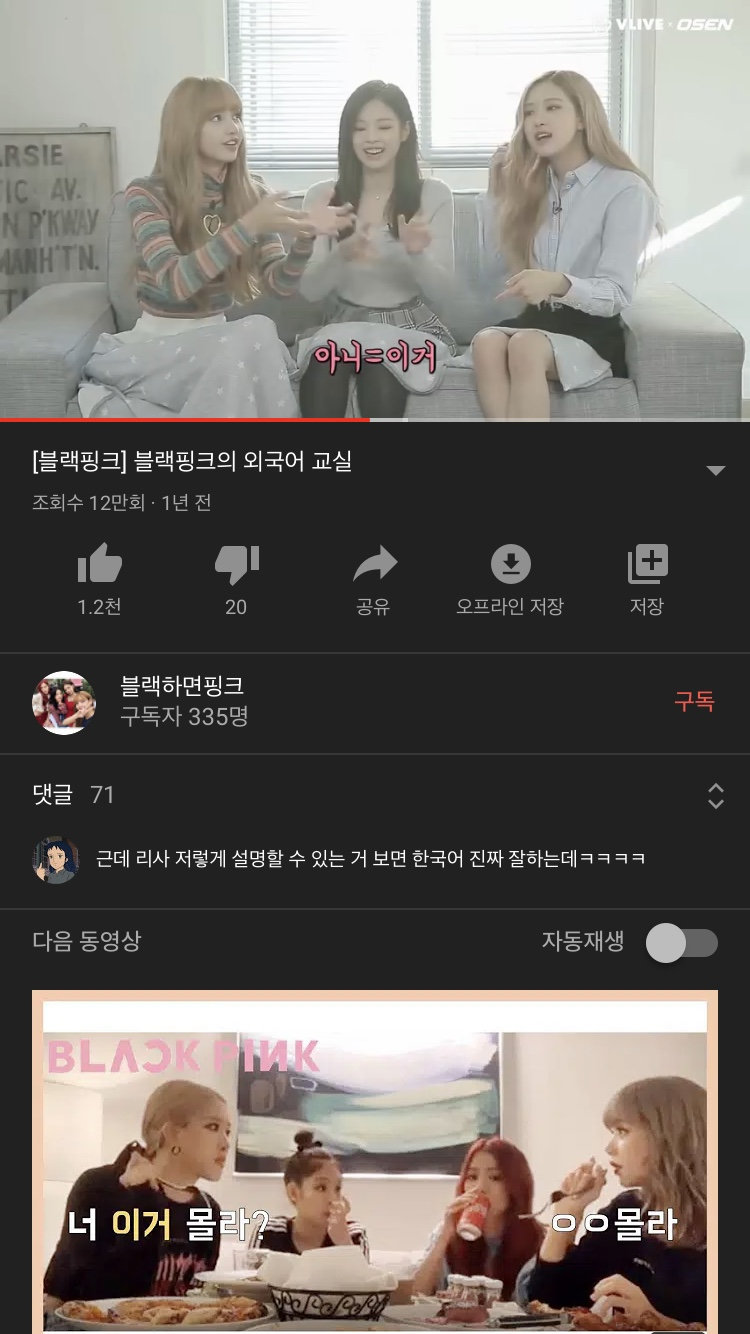 VLIVE × OSEN
ARSIE
TIC AV.
N P'KWAY
MANH'T'N.
아니=이거
[블랙핑크] 블랙핑크의 외국어 교실
조회수 12만회 · 1년 전
1.2천
20
공유
오프라인 저장
저장
블랙하면핑크
구독자 335명
구독
댓글 71
근데 리사 저렇게 설명할 수 있는 거 보면 한국어 진짜 잘하는데ㅋㅋㅋㅋ
다음 동영상
자동재생
BLACKPINK
너 이거 몰라?
ㅇㅇ몰라